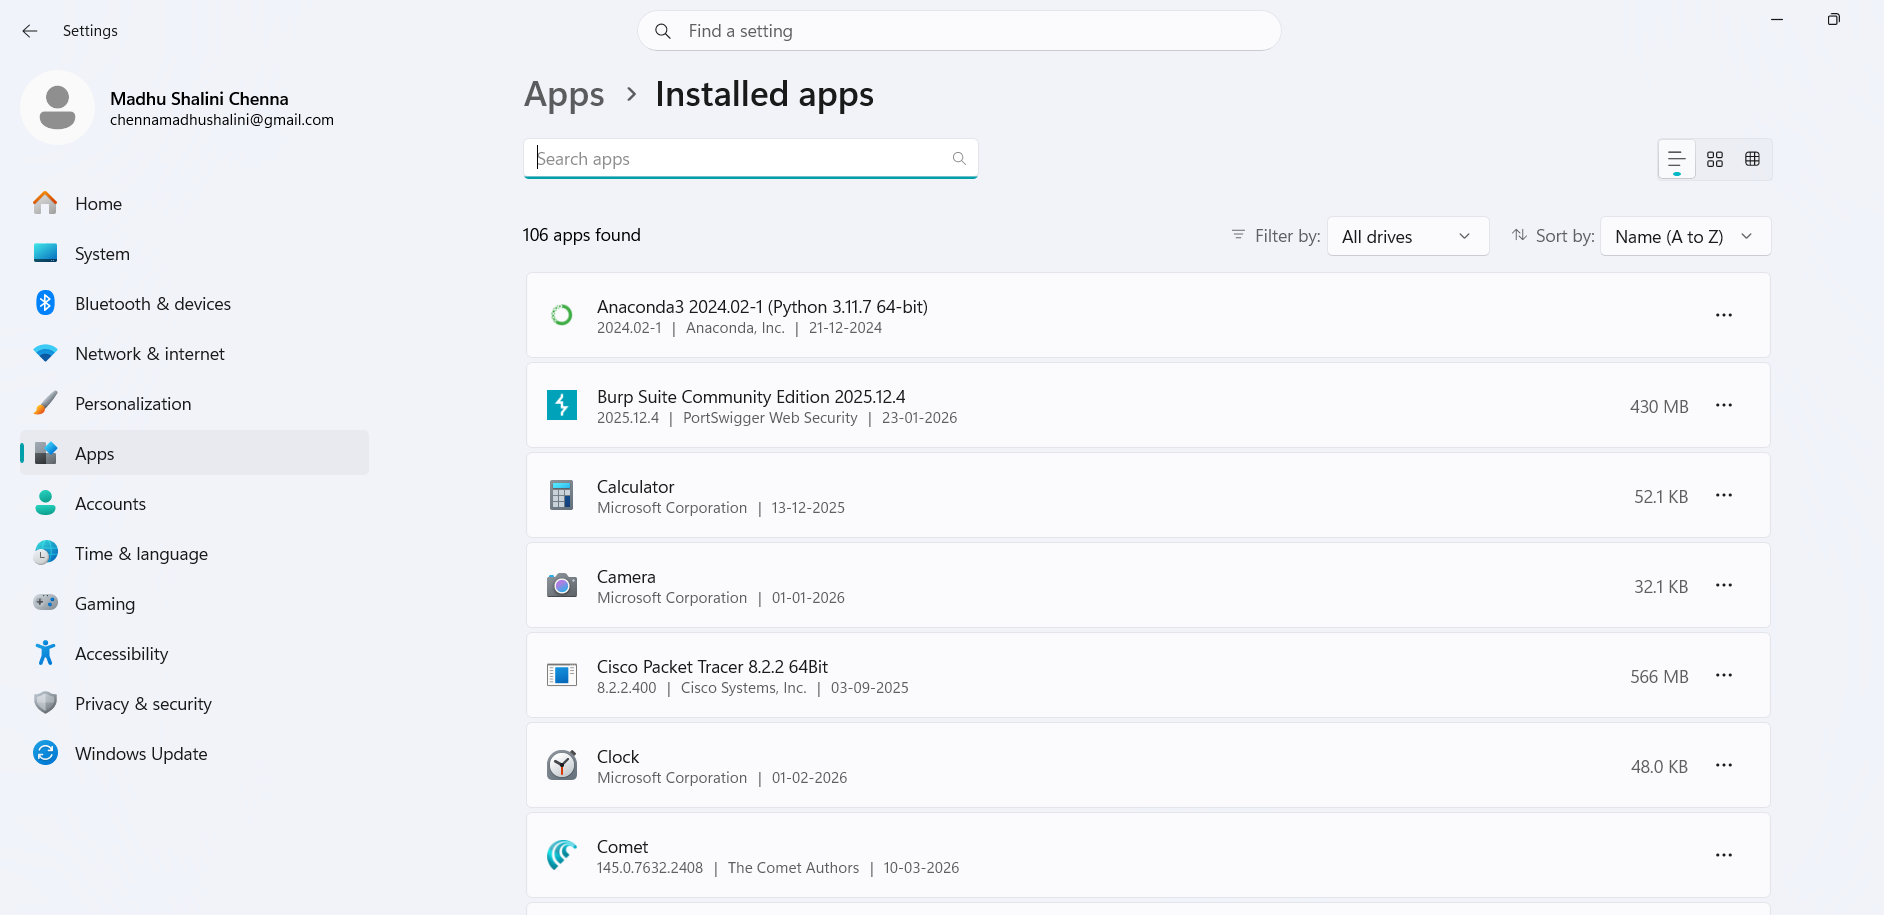 Settings
Find a setting
Madhu Shalini Chenna
chennamadhushalini@gmail.com
Home
System
Bluetooth & devices
Network & internet
Personalization
Apps
Accounts
Time & language
Gaming
Accessibility
Privacy & security
Windows Update
Apps > Installed apps
Search apps
106 apps found
Filter by: All drives
Sort by: Name (A to Z)
Anaconda3 2024.02-1 (Python 3.11.7 64-bit)
2024.02-1 | Anaconda, Inc. | 21-12-2024
Burp Suite Community Edition 2025.12.4
2025.12.4 | PortSwigger Web Security | 23-01-2026
430 MB
Calculator
Microsoft Corporation | 13-12-2025
52.1 KB
Camera
Microsoft Corporation | 01-01-2026
32.1 KB
Cisco Packet Tracer 8.2.2 64Bit
8.2.2.400 | Cisco Systems, Inc. | 03-09-2025
566 MB
Clock
Microsoft Corporation | 01-02-2026
48.0 KB
Comet
145.0.7632.2408 | The Comet Authors | 10-03-2026